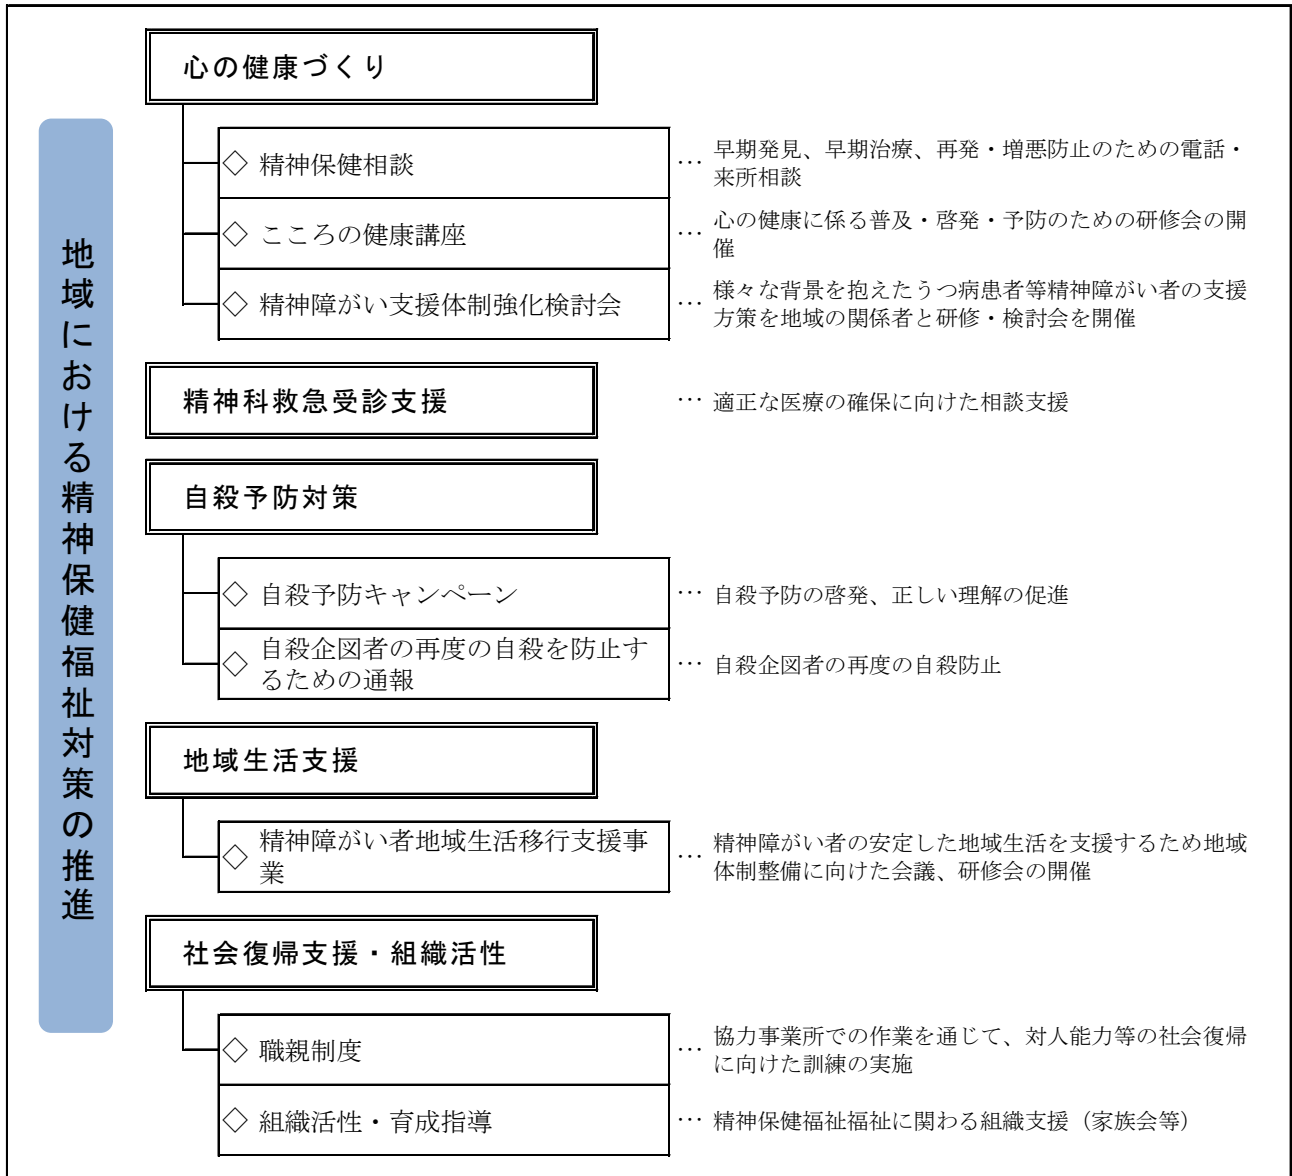 地域における精神保健福祉対策の推進
心の健康づくり
◇ 精神保健相談
… 早期発見、早期治療、再発・増悪防止のための電話・
来所相談
◇ こころの健康講座
… 心の健康に係る普及・啓発・予防のための研修会の開
催
◇ 精神障がい支援体制強化検討会
… 様々な背景を抱えたうつ病患者等精神障がい者の支援
方策を地域の関係者と研修・検討会を開催
精神科救急受診支援
… 適正な医療の確保に向けた相談支援
自殺予防対策
◇ 自殺予防キャンペーン
… 自殺予防の啓発、正しい理解の促進
◇ 自殺企図者の再度の自殺を防止す
るための通報
… 自殺企図者の再度の自殺防止
地域生活支援
◇ 精神障がい者地域生活移行支援事
業
… 精神障がい者の安定した地域生活を支援するため地域
体制整備に向けた会議、研修会の開催
社会復帰支援・組織活性
◇ 職親制度
… 協力事業所での作業を通じて、対人能力等の社会復帰
に向けた訓練の実施
◇ 組織活性・育成指導
… 精神保健福祉福祉に関わる組織支援（家族会等）